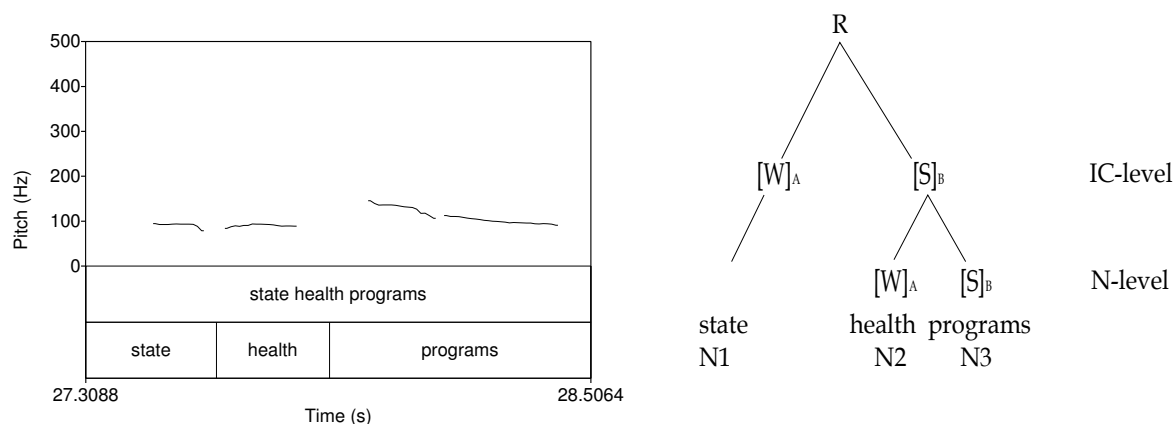 500
400
300
200
100
0
Pitch (Hz)
state health programs
state health programs
27.3088 28.5064
Time (s)
R
[W]A [S]B IC-level
[W]A [S]B N-level
state health programs
N1 N2 N3